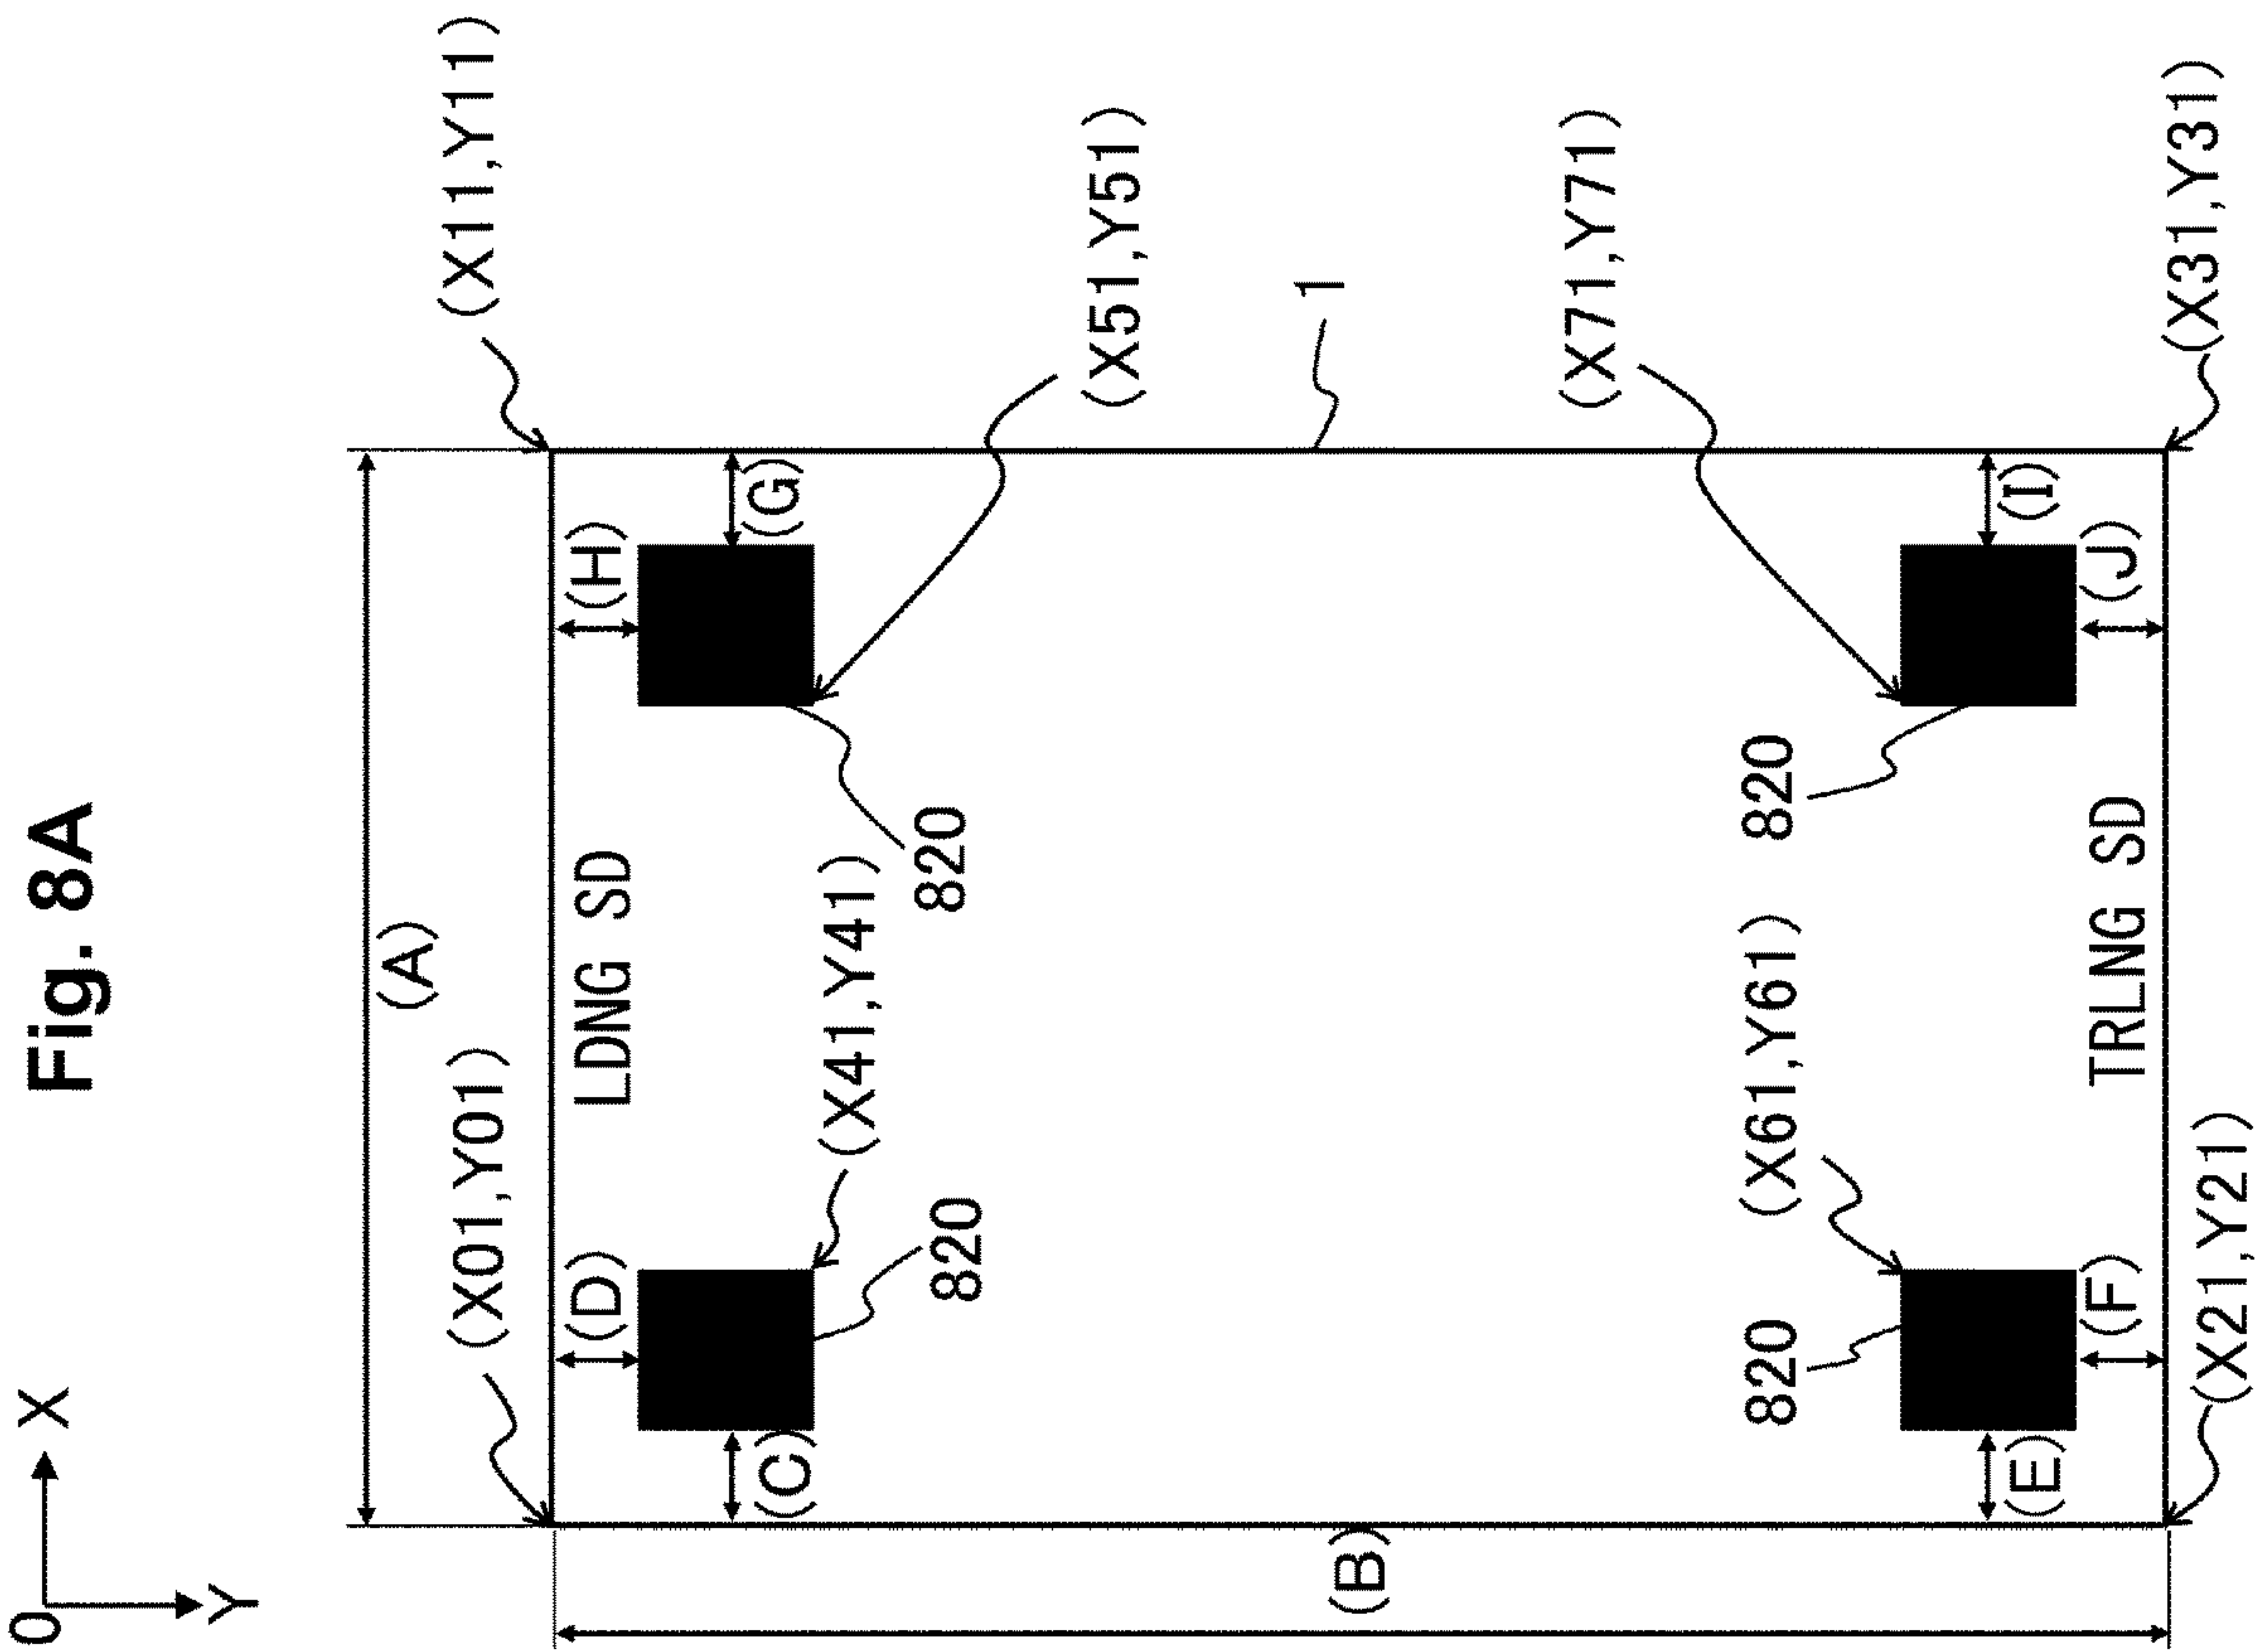 Fig. 8A
0
X
Y
(A)
(X01,Y01)
(X11,Y11)
(D)
LDNG SD
(H)
(C)
(G)
(X41,Y41)
820
820
(X51,Y51)
1
(B)
(X71,Y71)
820
(X61,Y61)
820
(E)
(I)
(F)
TRLNG SD
(J)
(X21,Y21)
(X31,Y31)